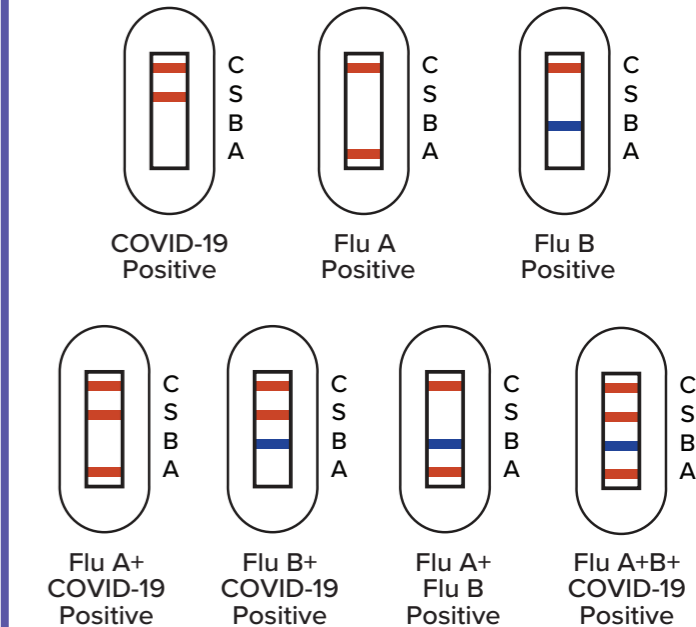 C
S
B
A
C
S
B
A
C
S
B
A
COVID-19
Positive
Flu A
Positive
Flu B
Positive
C
S
B
A
C
S
B
A
C
S
B
A
C
S
B
A
Flu A+
COVID-19
Positive
Flu B+
COVID-19
Positive
Flu A+
Flu B
Positive
Flu A+B+
COVID-19
Positive